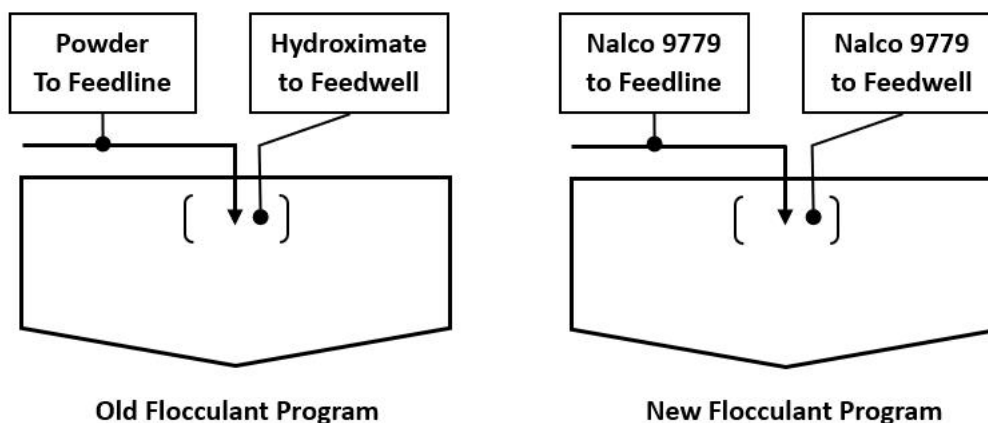 Powder
To Feedline
Hydroximate
to Feedwell
Nalco 9779
to Feedline
Nalco 9779
to Feedwell
Old Flocculant Program
New Flocculant Program